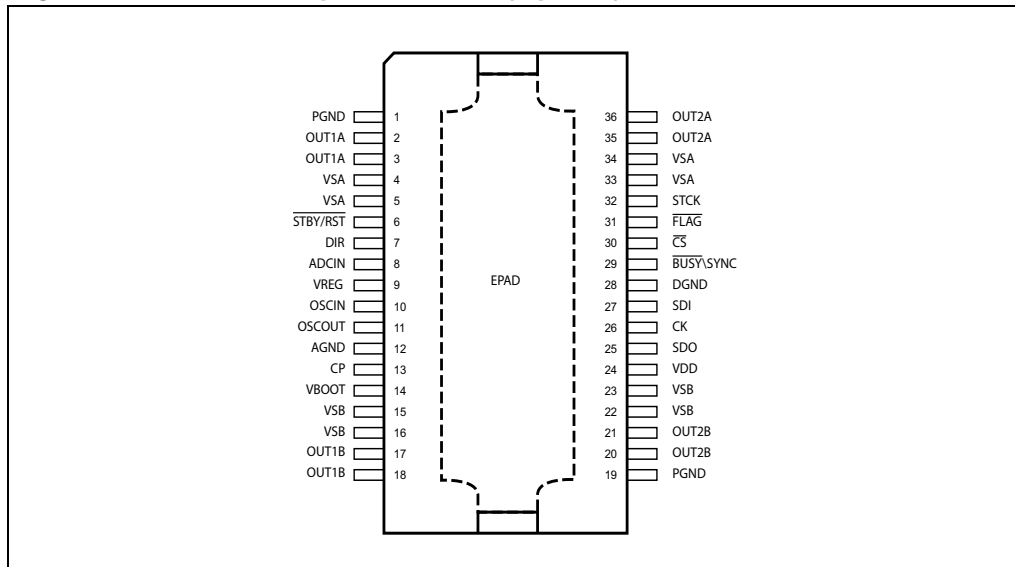 PGND 1 36 OUT2A
OUT1A 2 35 OUT2A
OUT1A 3 34 VSA
VSA 4 33 VSA
VSA 5 32 STCK
STBY/RST 6 31 FLAG
DIR 7 30 CS
ADCIN 8 29 BUSY\SYNC
VREG 9 EPAD 28 DGND
OSCIN 10 27 SDI
OSCOUT 11 26 CK
AGND 12 25 SDO
CP 13 24 VDD
VBOOT 14 23 VSB
VSB 15 22 VSB
VSB 16 21 OUT2B
OUT1B 17 20 OUT2B
OUT1B 18 19 PGND